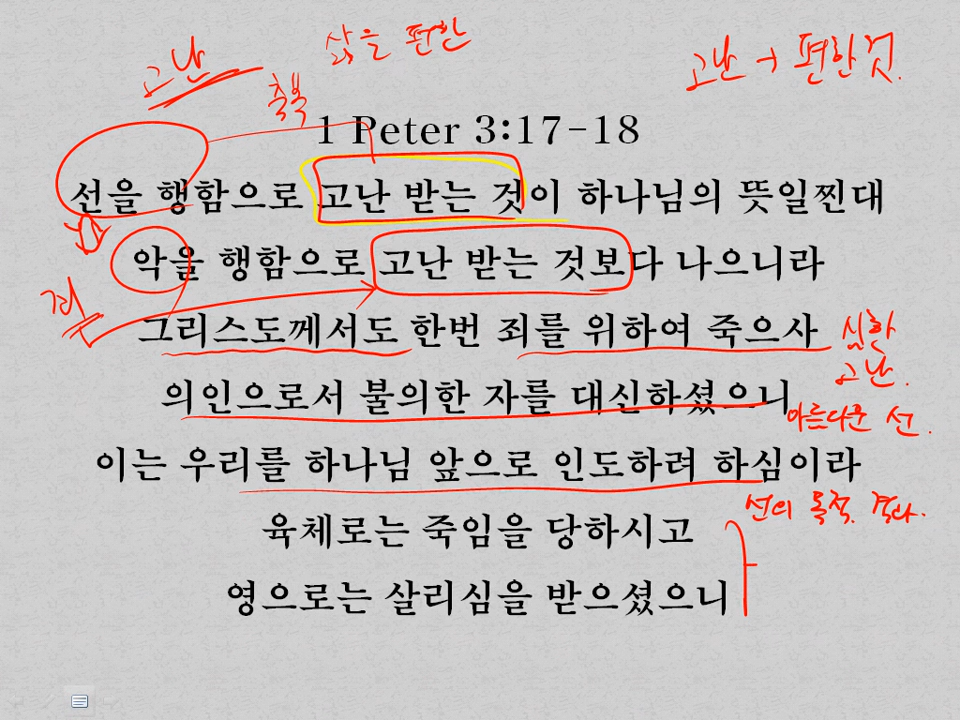 고난
삶을 편한
고난 → 편한것.
축복
1 Peter 3:17-18
선을 행함으로 고난 받는 것이 하나님의 뜻일찐대
악을 행함으로 고난 받는 것보다 나으니라
죄
그리스도께서도 한번 죄를 위하여 죽으사
심한
고난.
의인으로서 불의한 자를 대신하셨으니
아름다운 선.
이는 우리를 하나님 앞으로 인도하려 하심이라
선의 목적. 결과.
육체로는 죽임을 당하시고
영으로는 살리심을 받으셨으니